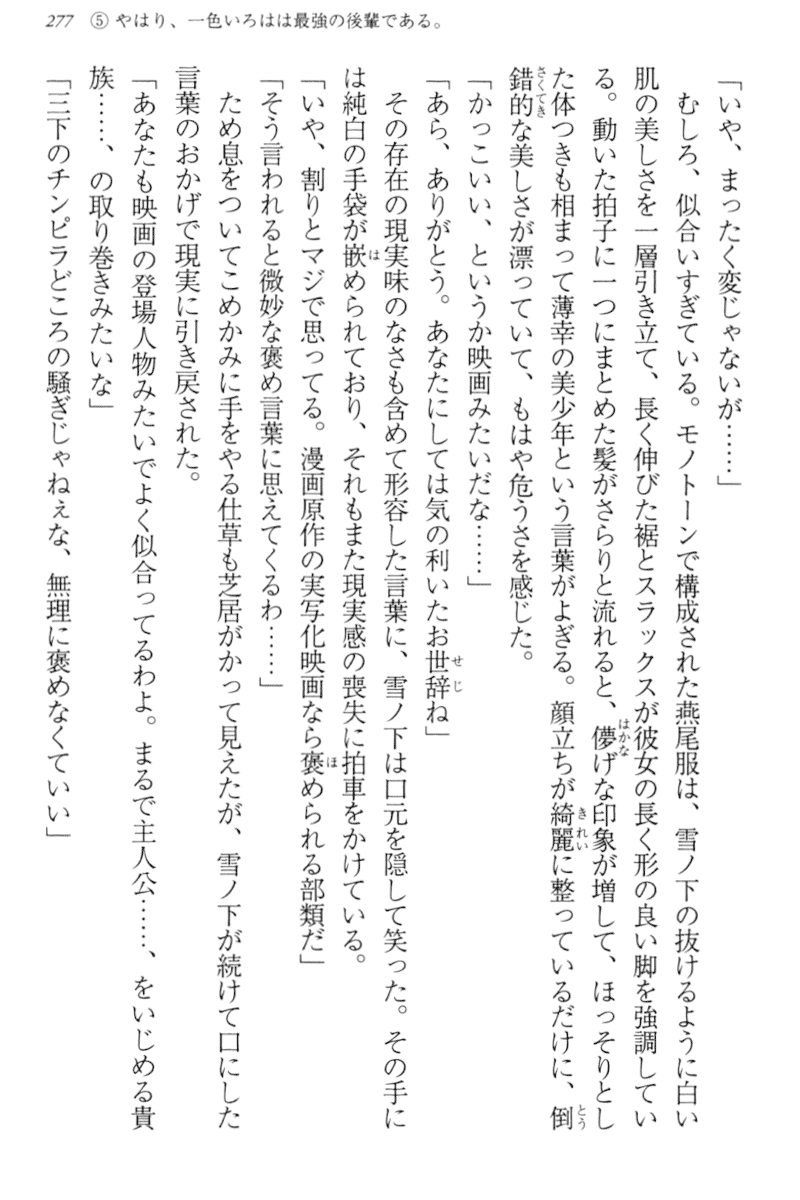 277 ⑤ やはり、一色いろはは最強の後輩である。
「いや、まったく変じゃないが……」
むしろ、似合いすぎている。モノトーンで構成された燕尾服は、雪ノ下の抜けるように白い
肌の美しさを一層引き立て、長く伸びた裾とスラックスが彼女の長く形の良い脚を強調してい
る。動いた拍子に一つにまとめた髪がさらりと流れると、儚げな印象が増して、ほっそりとし
た体つきも相まって薄幸の美少年という言葉がよぎる。顔立ちが綺麗に整っているだけに、倒
錯的な美しさが漂っていて、もはや危うさを感じた。
「かっこいい、というか映画みたいだな……」
「あら、ありがとう。あなたにしては気の利いたお世辞ね」
その存在の現実味のなさも含めて形容した言葉に、雪ノ下は口元を隠して笑った。その手に
は純白の手袋が嵌められており、それもまた現実感の喪失に拍車をかけている。
「いや、割りとマジで思ってる。漫画原作の実写化映画なら褒められる部類だ」
「そう言われると微妙な褒め言葉に思えてくるわ……」
ため息をついてこめかみに手をやる仕草も芝居がかって見えたが、雪ノ下が続けて口にした
言葉のおかげで現実に引き戻された。
「あなたも映画の登場人物みたいでよく似合ってるわよ。まるで主人公……、をいじめる貴
族……、の取り巻きみたいな」
「三下のチンピラどころの騒ぎじゃねぇな、無理に褒めなくていい」